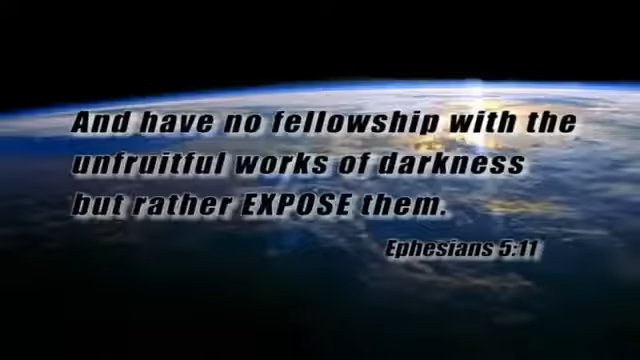 And have no fellowship with the
unfruitful works of darkness
but rather EXPOSE them.
Ephesians 5:11